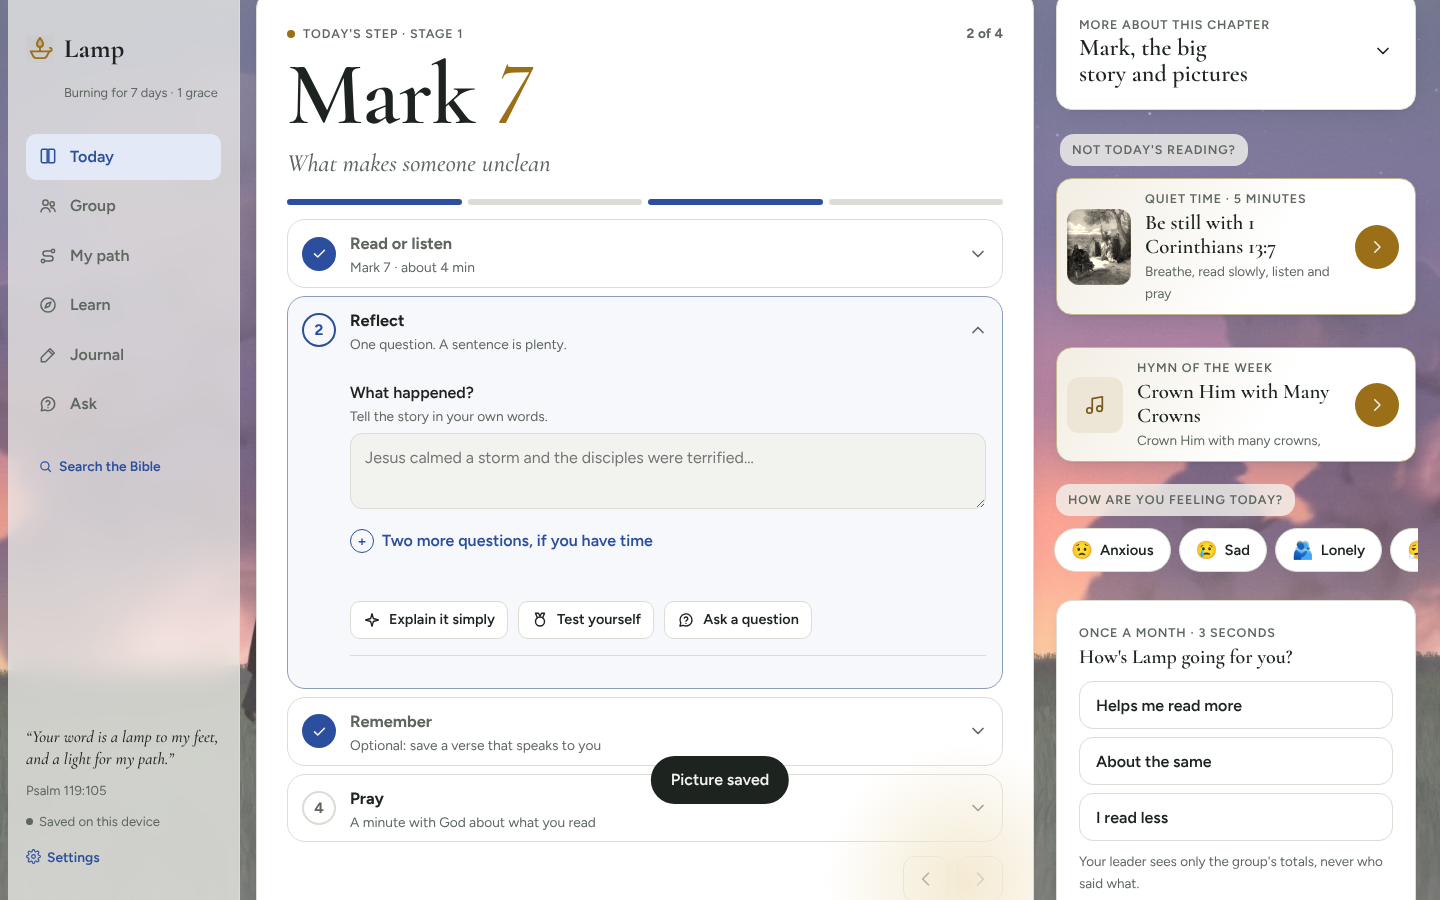 Lamp
Burning for 7 days · 1 grace
Today
Group
My path
Learn
Journal
Ask
Search the Bible
“Your word is a lamp to my feet,
and a light for my path.”
Psalm 119:105
Saved on this device
Settings
TODAY'S STEP · STAGE 1
2 of 4
Mark 7
What makes someone unclean
Read or listen
Mark 7 · about 4 min
2
Reflect
One question. A sentence is plenty.
What happened?
Tell the story in your own words.
Jesus calmed a storm and the disciples were terrified…
+ Two more questions, if you have time
Explain it simply
Test yourself
Ask a question
Remember
Optional: save a verse that speaks to you
Picture saved
4
Pray
A minute with God about what you read
MORE ABOUT THIS CHAPTER
Mark, the big
story and pictures
NOT TODAY'S READING?
QUIET TIME · 5 MINUTES
Be still with 1
Corinthians 13:7
Breathe, read slowly, listen and
pray
HYMN OF THE WEEK
Crown Him with Many
Crowns
Crown Him with many crowns,
HOW ARE YOU FEELING TODAY?
Anxious
Sad
Lonely
ONCE A MONTH · 3 SECONDS
How's Lamp going for you?
Helps me read more
About the same
I read less
Your leader sees only the group's totals, never who
said what.